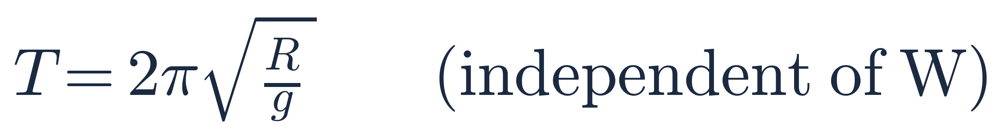 T = 2π√(R/g) (independent of W)